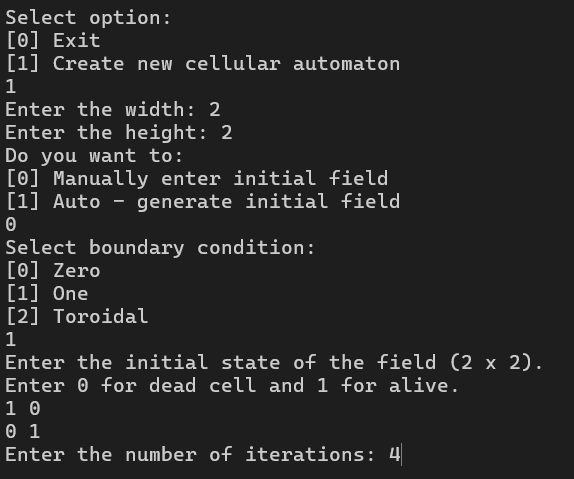 Select option:
[0] Exit
[1] Create new cellular automaton
1
Enter the width: 2
Enter the height: 2
Do you want to:
[0] Manually enter initial field
[1] Auto - generate initial field
0
Select boundary condition:
[0] Zero
[1] One
[2] Toroidal
1
Enter the initial state of the field (2 x 2).
Enter 0 for dead cell and 1 for alive.
1 0
0 1
Enter the number of iterations: 4